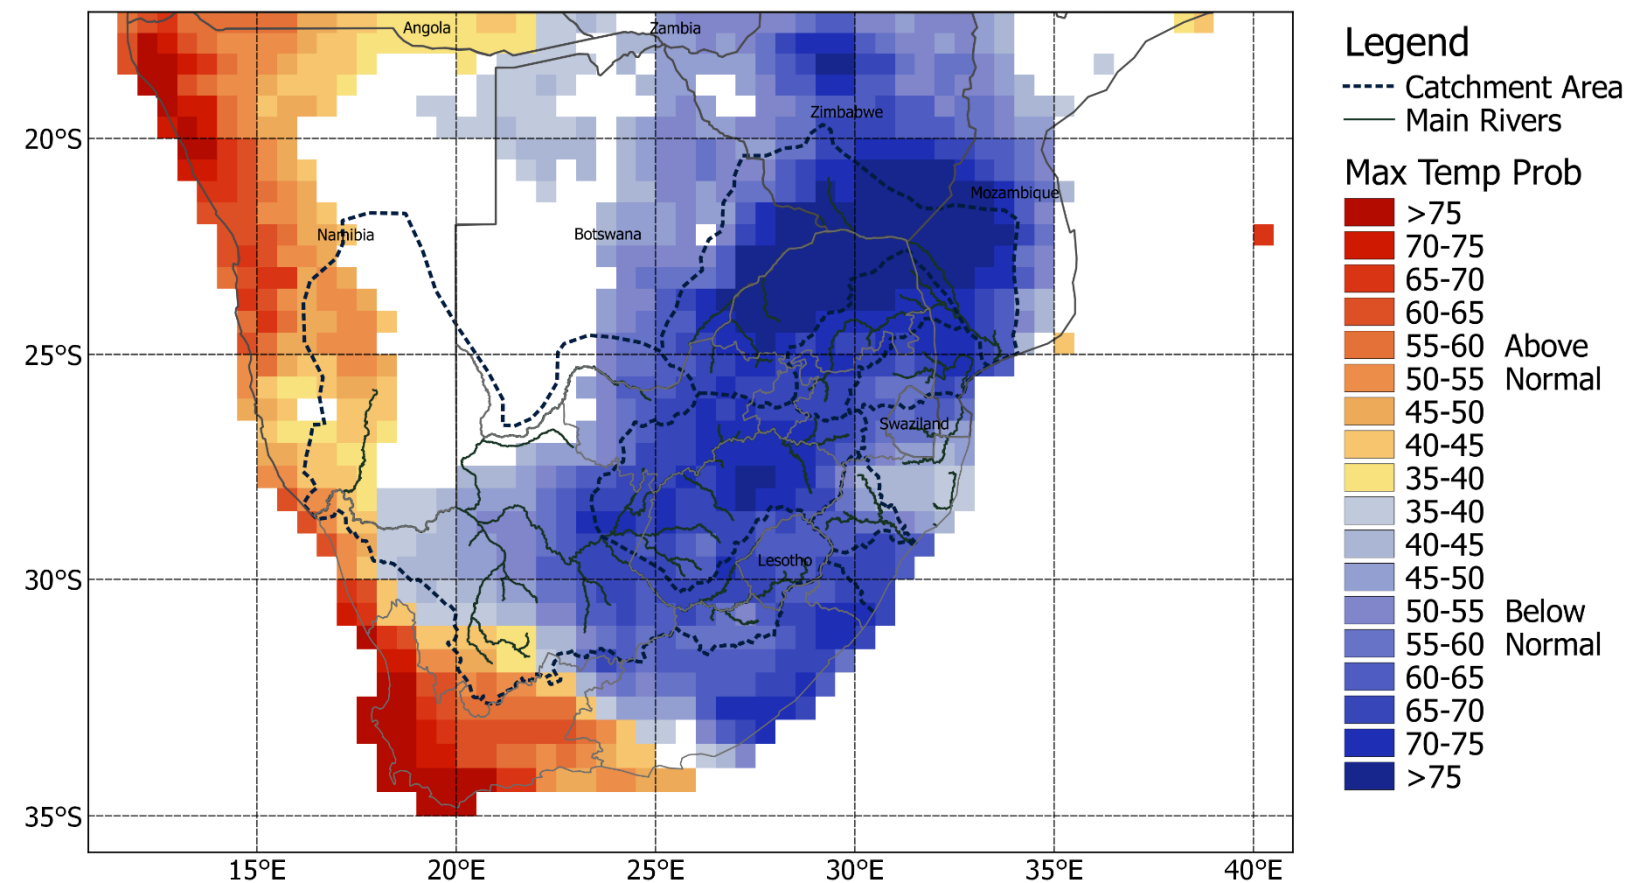 Angola
Zambia
Zimbabwe
Mozambique
Namibia
Botswana
Swaziland
Lesotho
20°S
25°S
30°S
35°S
15°E
20°E
25°E
30°E
35°E
40°E
Legend
Catchment Area
Main Rivers
Max Temp Prob
>75
70-75
65-70
60-65
55-60 Above
50-55 Normal
45-50
40-45
35-40
35-40
40-45
45-50
50-55 Below
55-60 Normal
60-65
65-70
70-75
>75